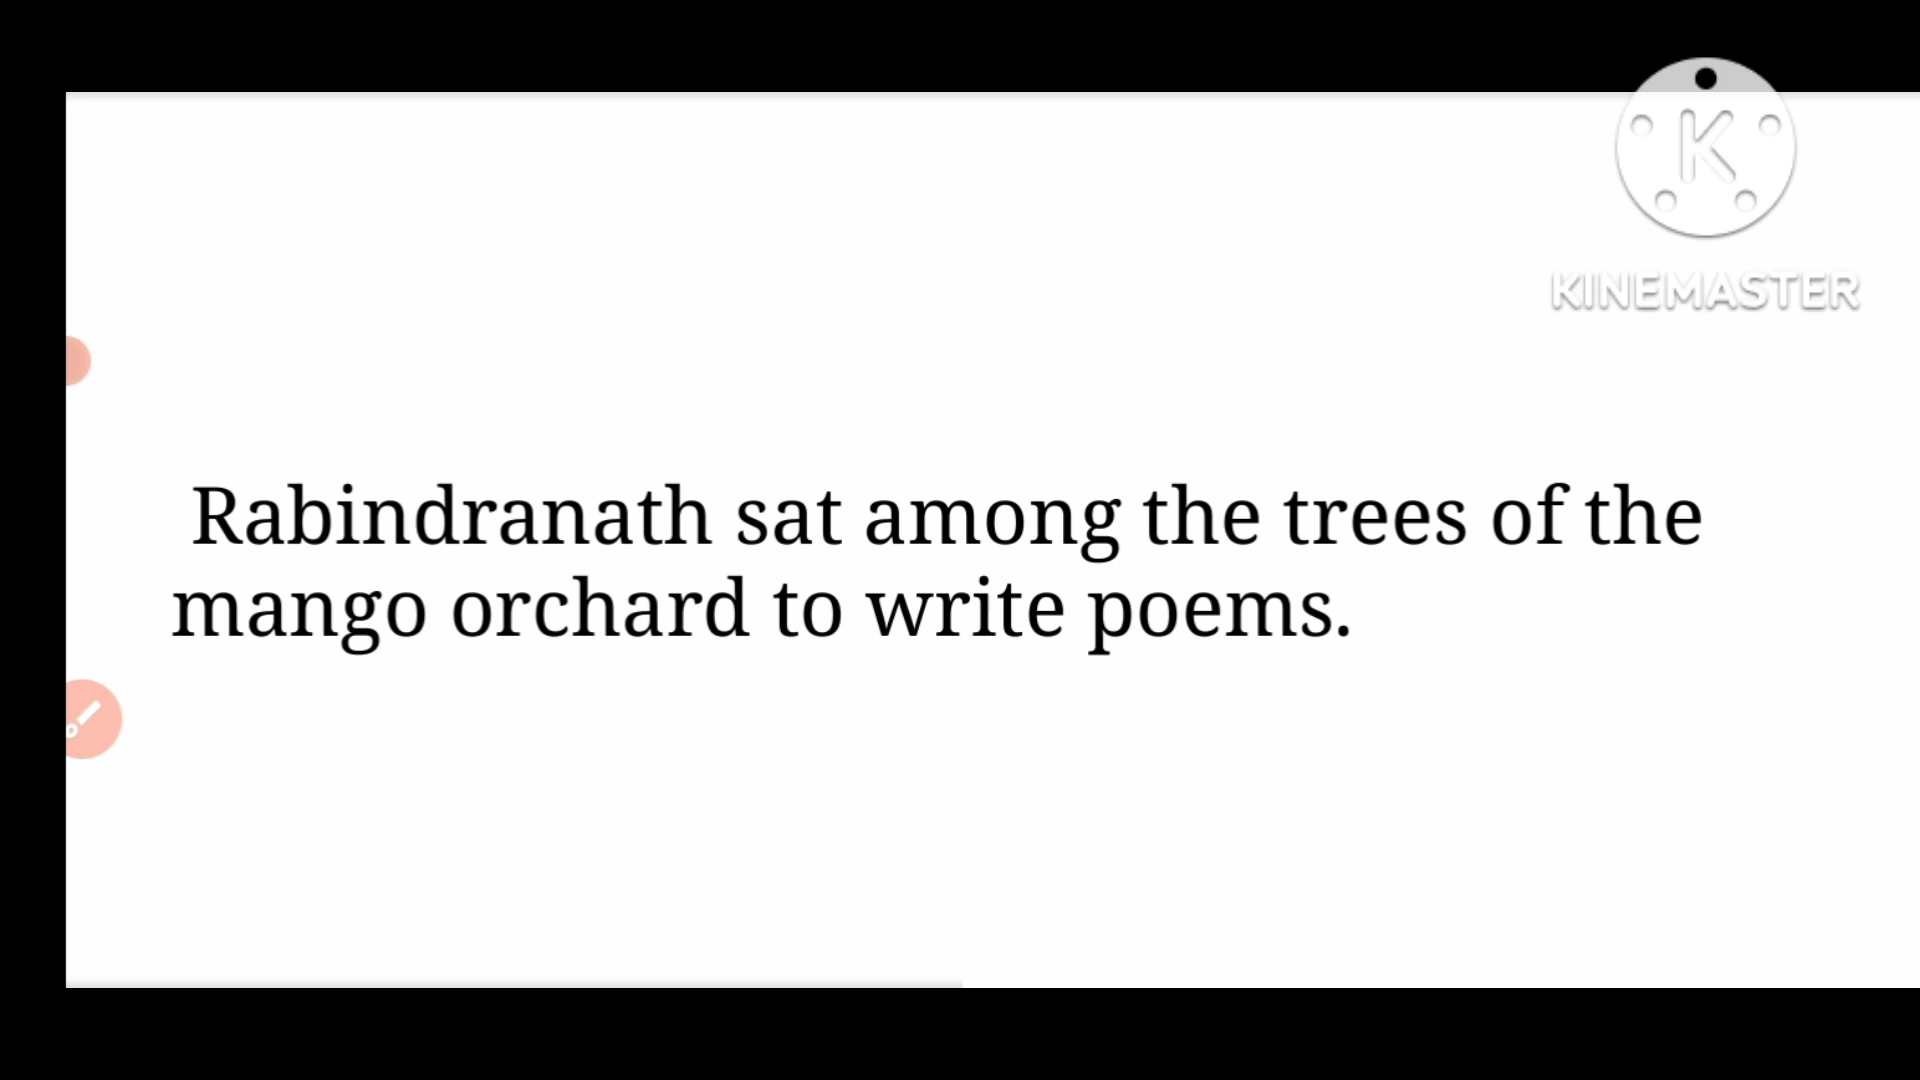 K
KINEMASTER
Rabindranath sat among the trees of the
mango orchard to write poems.